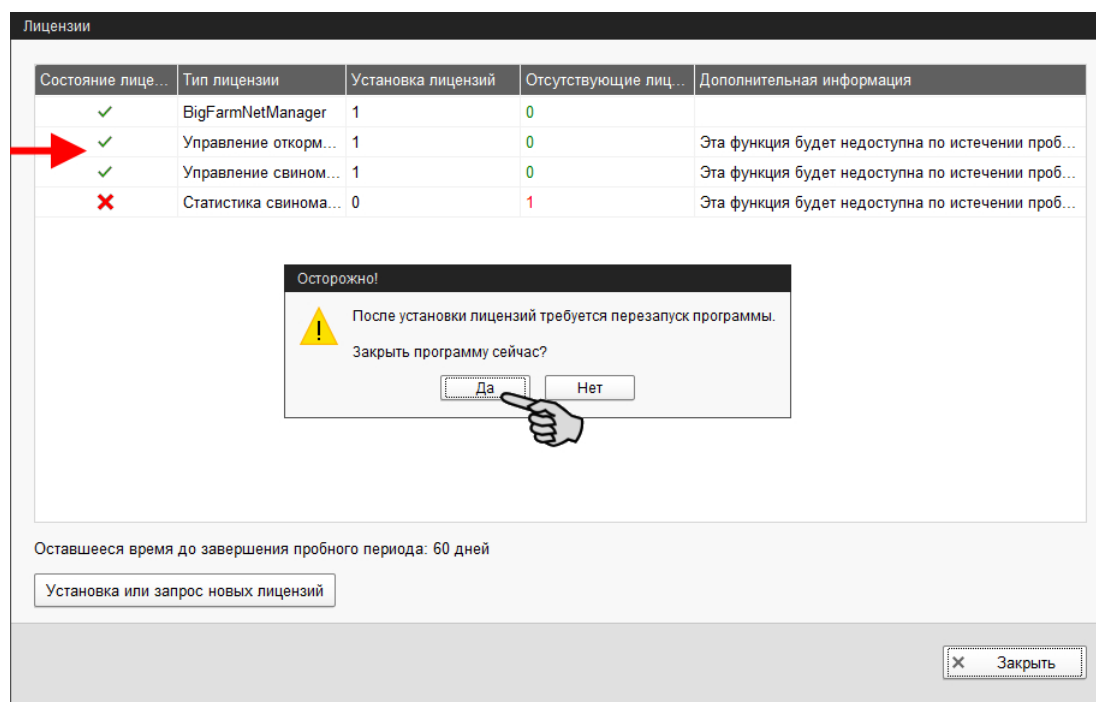 Лицензии
Состояние лице... Тип лицензии Установка лицензий Отсутствующие лиц... Дополнительная информация
BigFarmNetManager 1 0
Управление откорм... 1 0 Эта функция будет недоступна по истечении проб...
Управление свином... 1 0 Эта функция будет недоступна по истечении проб...
Статистика свинома... 0 1 Эта функция будет недоступна по истечении проб...
Осторожно!
После установки лицензий требуется перезапуск программы.
Закрыть программу сейчас?
Да Нет
Оставшееся время до завершения пробного периода: 60 дней
Установка или запрос новых лицензий
Закрыть